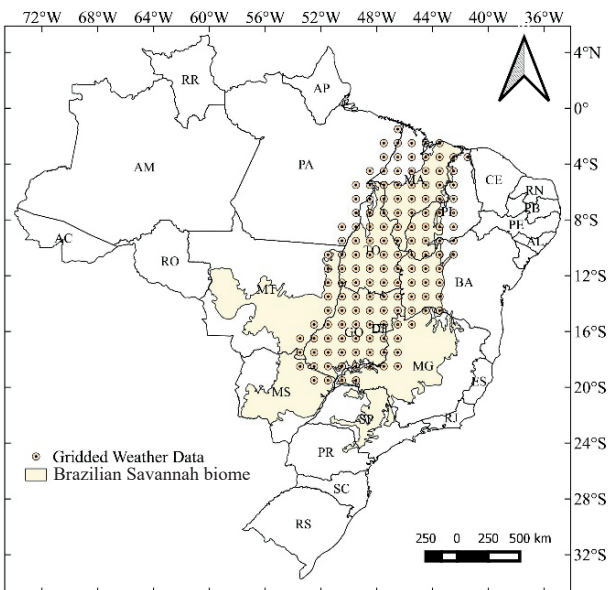 72°W 68°W 64°W 60°W 56°W 52°W 48°W 44°W 40°W 36°W
4°N
RR
AP
0°
AM
PA
MA
CE
4°S
RN
PB
PI
PE
8°S
AC
TO
AL
RO
BA
12°S
MT
GO
DF
16°S
MG
ES
MS
20°S
SP
RJ
PR
24°S
Gridded Weather Data
Brazilian Savannah biome
SC
28°S
RS
250 0 250 500 km
32°S